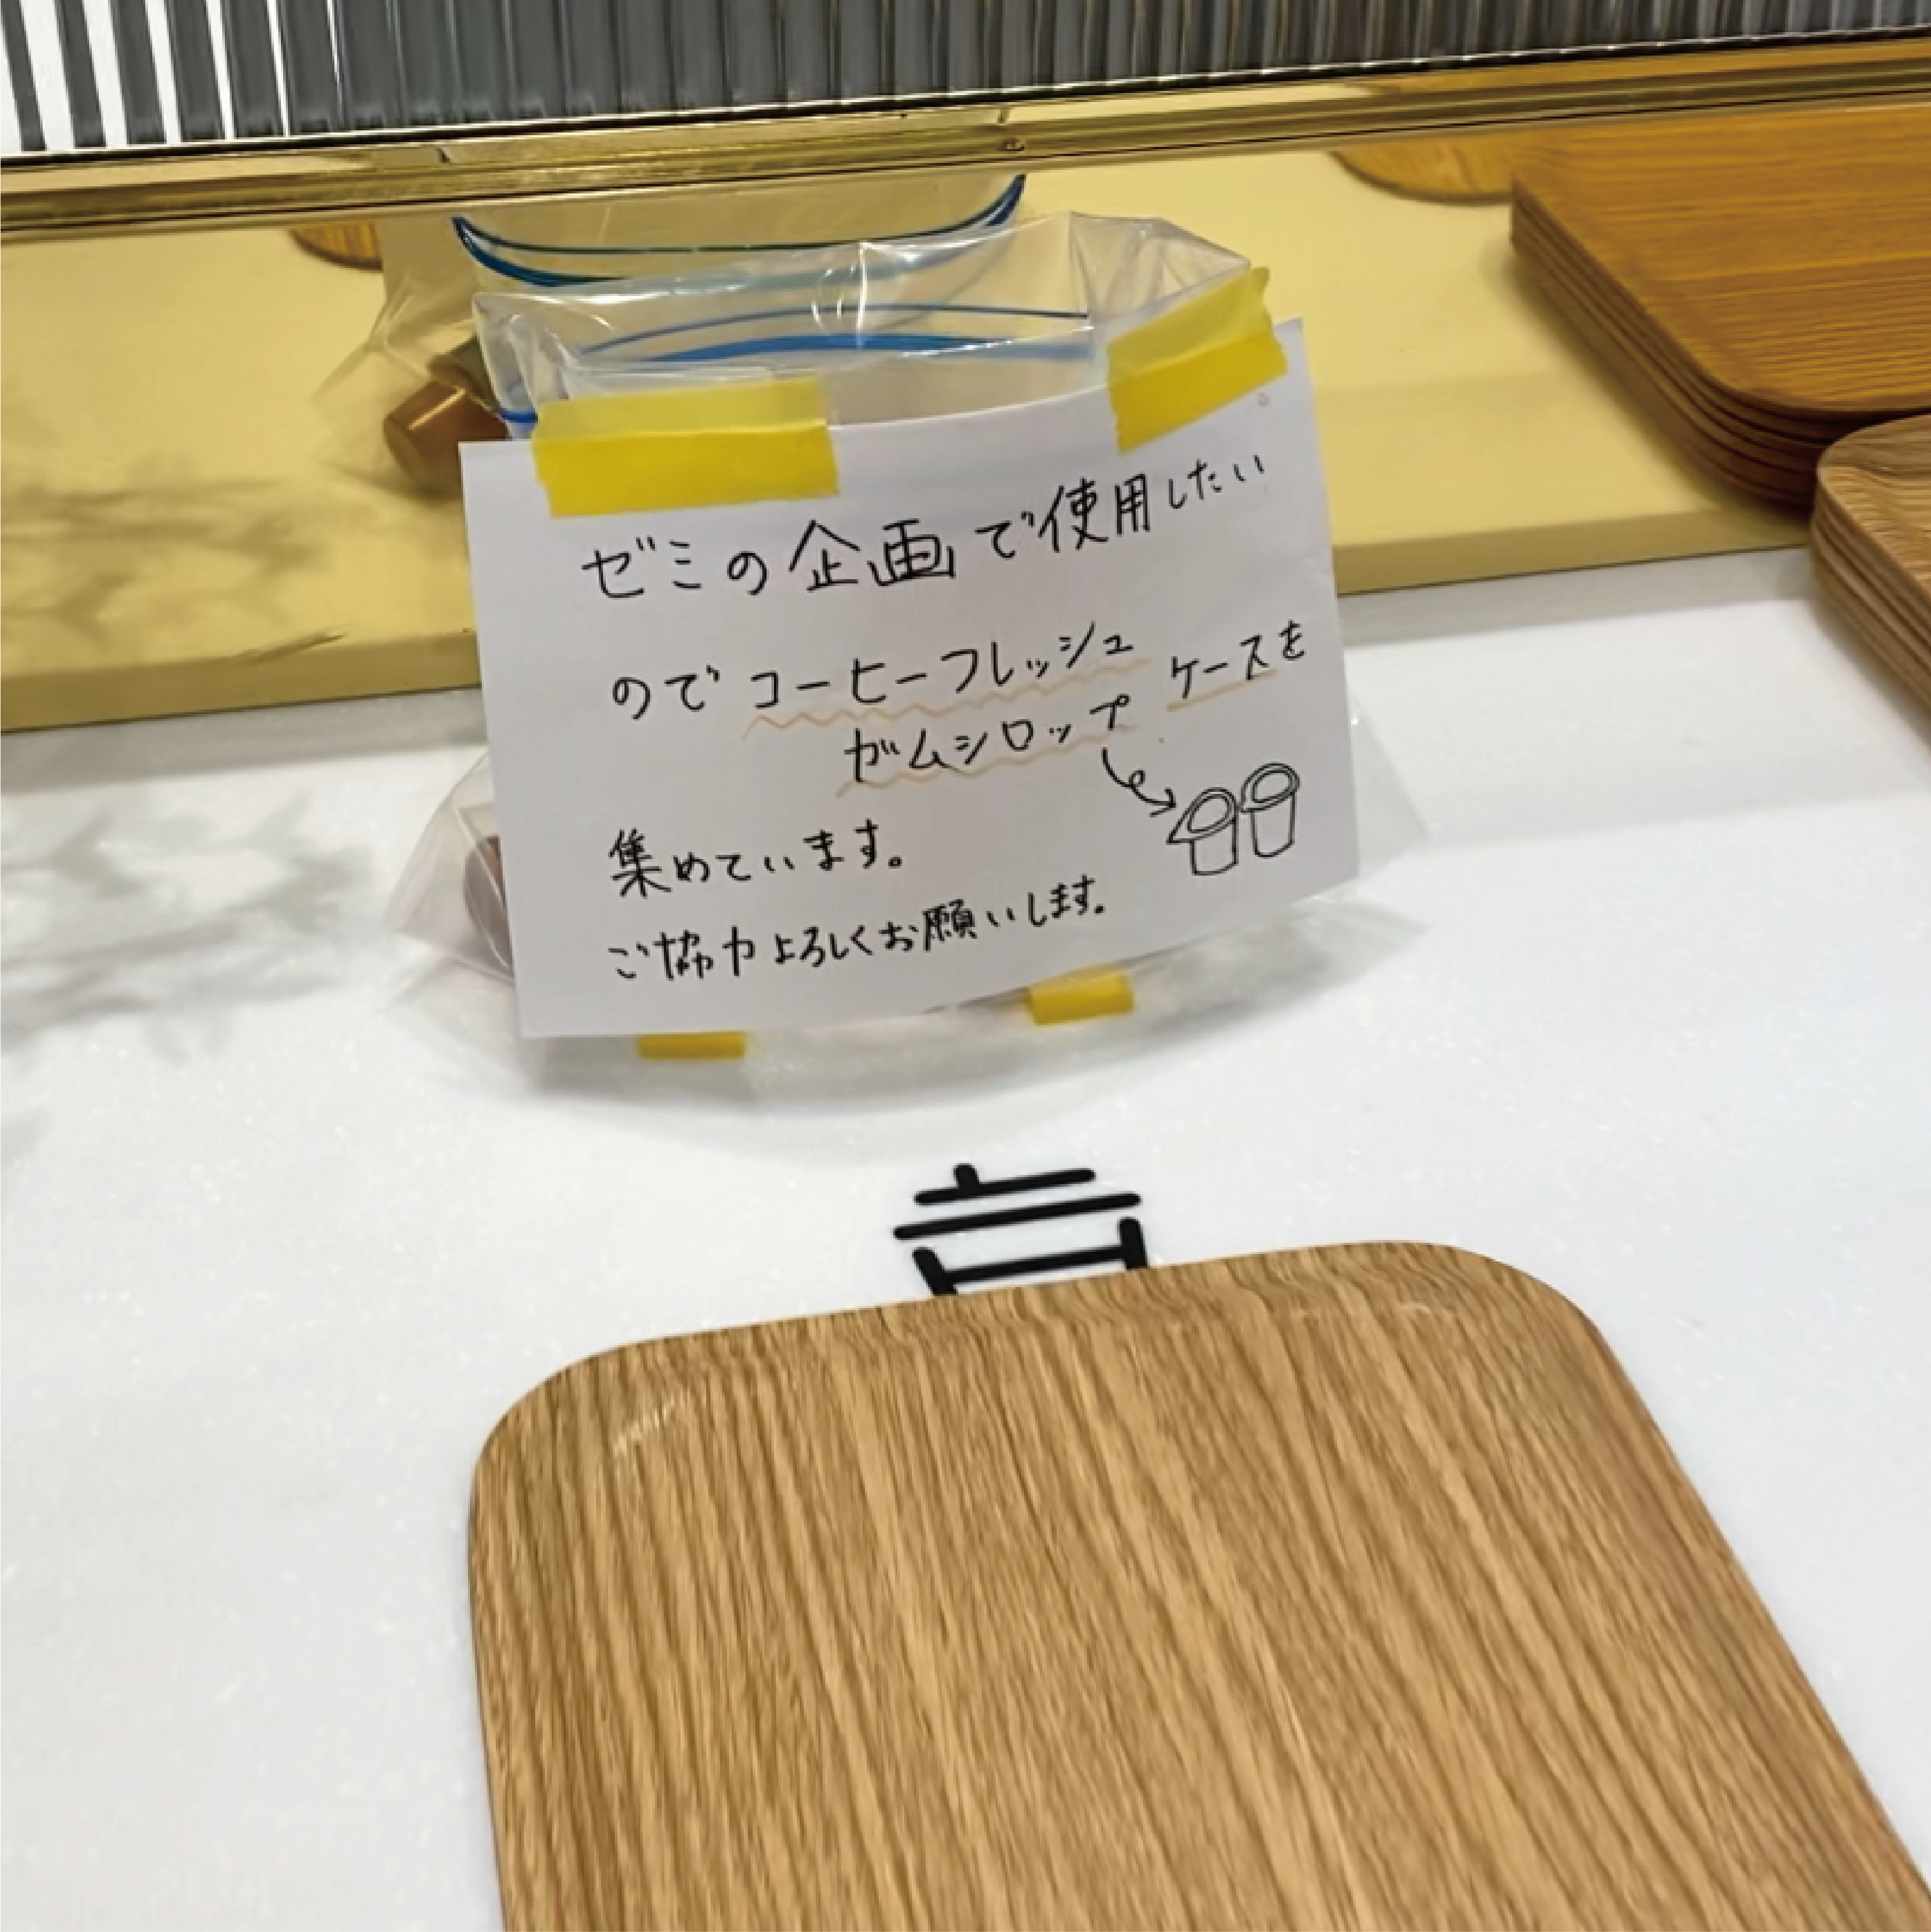 ゼミの企画で使用したい
のでコーヒーフレッシュ ケースを
ガムシロップ
集めています。
ご協力よろしくお願いします。